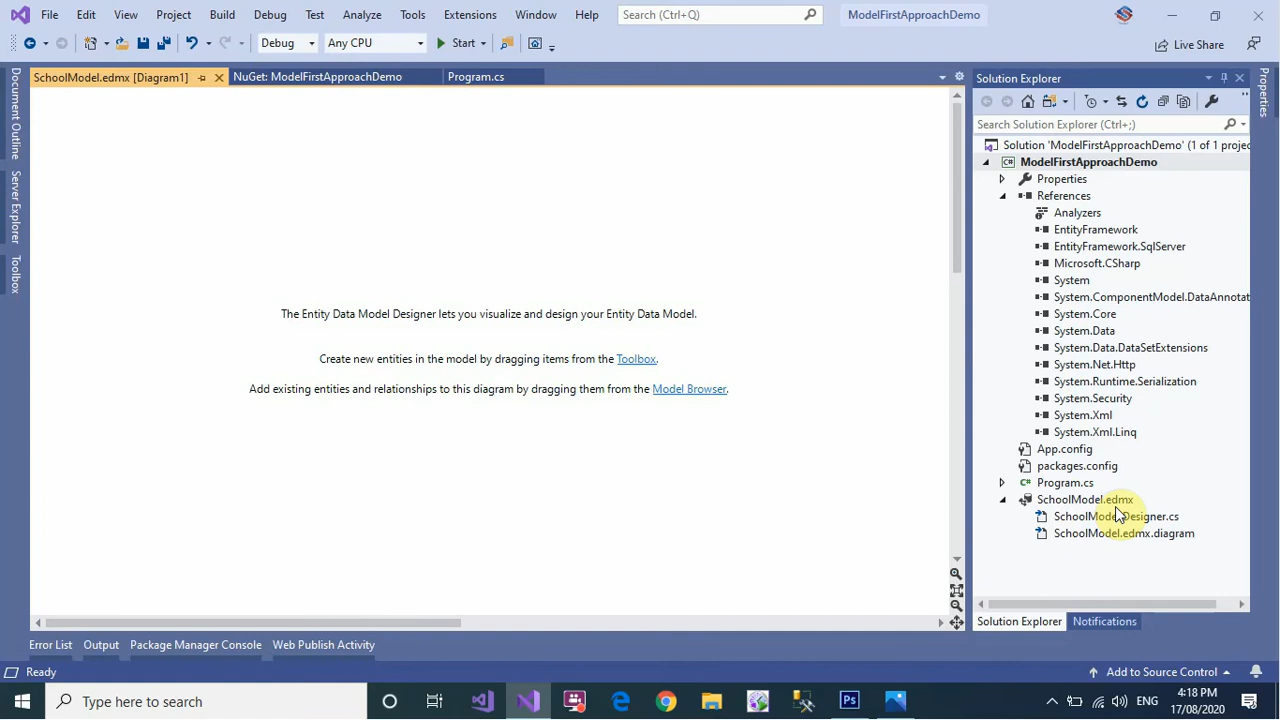 File Edit View Project Build Debug Test Analyze Tools Extensions Window Help Search (Ctrl+Q) ModelFirstApproachDemo
Debug Any CPU Start Live Share
SchoolModel.edmx [Diagram1] NuGet: ModelFirstApproachDemo Program.cs
Document Outline
Server Explorer
Toolbox
The Entity Data Model Designer lets you visualize and design your Entity Data Model.
Create new entities in the model by dragging items from the Toolbox.
Add existing entities and relationships to this diagram by dragging them from the Model Browser.
Solution Explorer
Search Solution Explorer (Ctrl+;)
Solution 'ModelFirstApproachDemo' (1 of 1 projec
C# ModelFirstApproachDemo
Properties
References
Analyzers
EntityFramework
EntityFramework.SqlServer
Microsoft.CSharp
System
System.ComponentModel.DataAnnotat
System.Core
System.Data
System.Data.DataSetExtensions
System.Net.Http
System.Runtime.Serialization
System.Security
System.Xml
System.Xml.Linq
App.config
packages.config
C# Program.cs
SchoolModel.edmx
SchoolModel.Designer.cs
SchoolModel.edmx.diagram
Solution Explorer Notifications
Properties
Error List Output Package Manager Console Web Publish Activity
Ready Add to Source Control
Type here to search Ps ENG 4:18 PM
17/08/2020